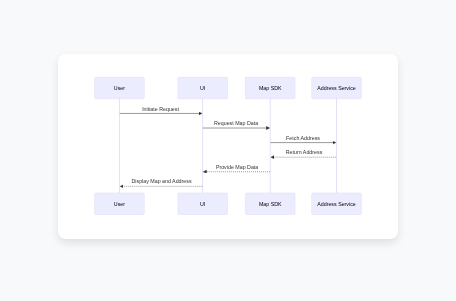 User UI Map SDK Address Service
Initiate Request
Request Map Data
Fetch Address
Return Address
Provide Map Data
Display Map and Address
User UI Map SDK Address Service